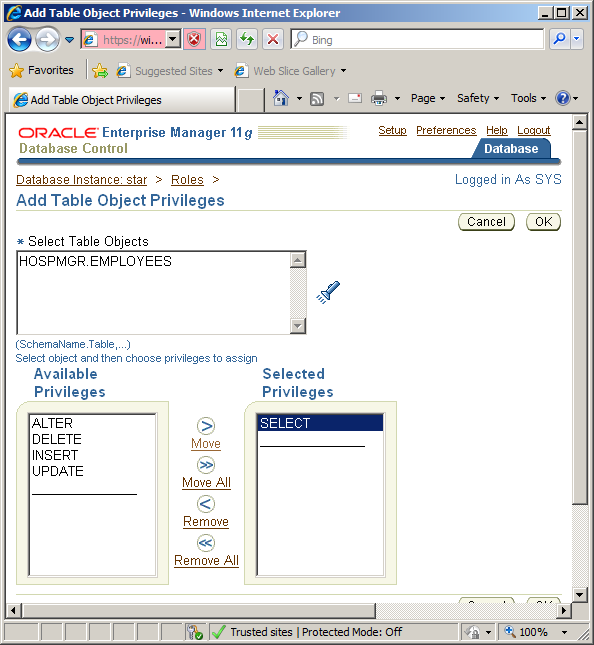 Add Table Object Privileges - Windows Internet Explorer
https://wi...
Bing
Favorites
Suggested Sites
Web Slice Gallery
Add Table Object Privileges
Page
Safety
Tools
ORACLE Enterprise Manager 11g
Database Control
Setup Preferences Help Logout
Database
Database Instance: star > Roles >
Logged in As SYS
Add Table Object Privileges
Cancel OK
* Select Table Objects
HOSPMGR.EMPLOYEES
(SchemaName.Table,...)
Select object and then choose privileges to assign
Available Privileges
Selected Privileges
ALTER
DELETE
INSERT
UPDATE
Move
Move All
Remove
Remove All
SELECT
Trusted sites | Protected Mode: Off
100%